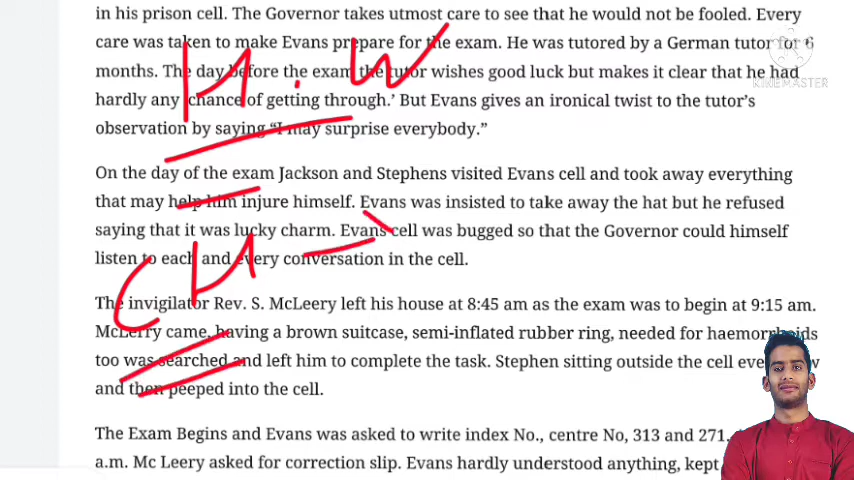 in his prison cell. The Governor takes utmost care to see that he would not be fooled. Every
care was taken to make Evans prepare for the exam. He was tutored by a German tutor for 6
months. The day before the exam the tutor wishes good luck but makes it clear that he had
hardly any 'chance of getting through.' But Evans gives an ironical twist to the tutor's
observation by saying "I may surprise everybody."
On the day of the exam Jackson and Stephens visited Evans cell and took away everything
that may help him injure himself. Evans was insisted to take away the hat but he refused
saying that it was lucky charm. Evans cell was bugged so that the Governor could himself
listen to each and every conversation in the cell.
The invigilator Rev. S. McLeery left his house at 8:45 am as the exam was to begin at 9:15 am.
McLerry came, having a brown suitcase, semi-inflated rubber ring, needed for haemorrhoids
too was searched and left him to complete the task. Stephen sitting outside the cell every now
and then peeped into the cell.
The Exam Begins and Evans was asked to write index No., centre No, 313 and 271.
a.m. Mc Leery asked for correction slip. Evans hardly understood anything, kept
H.W
CH
KINEMASTER